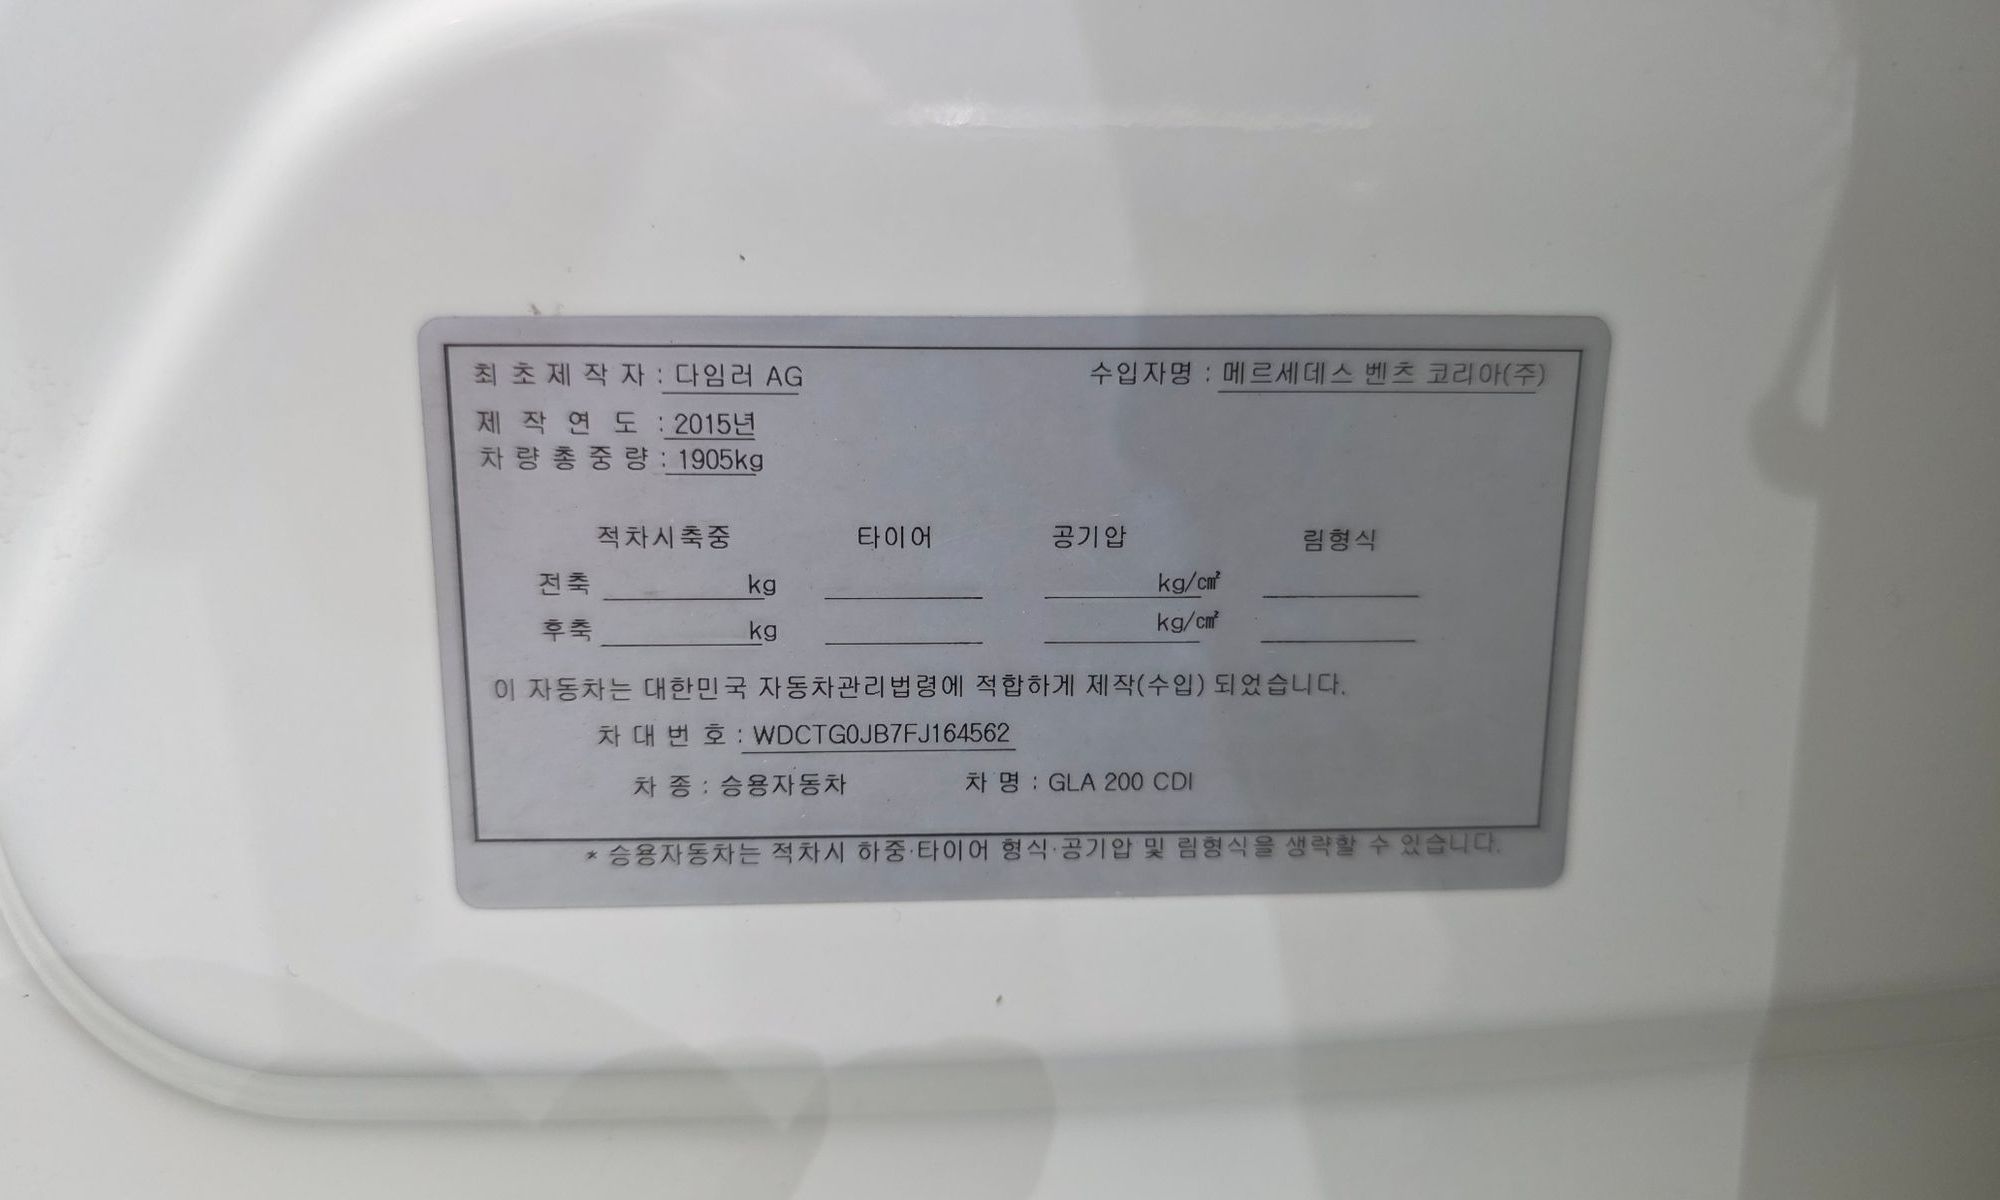 최초제작자 : 다임러 AG 수입자명 : 메르세데스 벤츠 코리아(주)
제작연도 : 2015년
차량총중량 : 1905kg
적차시축중 타이어 공기압 림형식
전축 kg kg/㎠
후축 kg kg/㎠
이 자동차는 대한민국 자동차관리법령에 적합하게 제작(수입) 되었습니다.
차대번호 : WDCTG0JB7FJ164562
차종 : 승용자동차 차명 : GLA 200 CDI
* 승용자동차는 적차시 하중·타이어 형식·공기압 및 림형식을 생략할 수 있습니다.